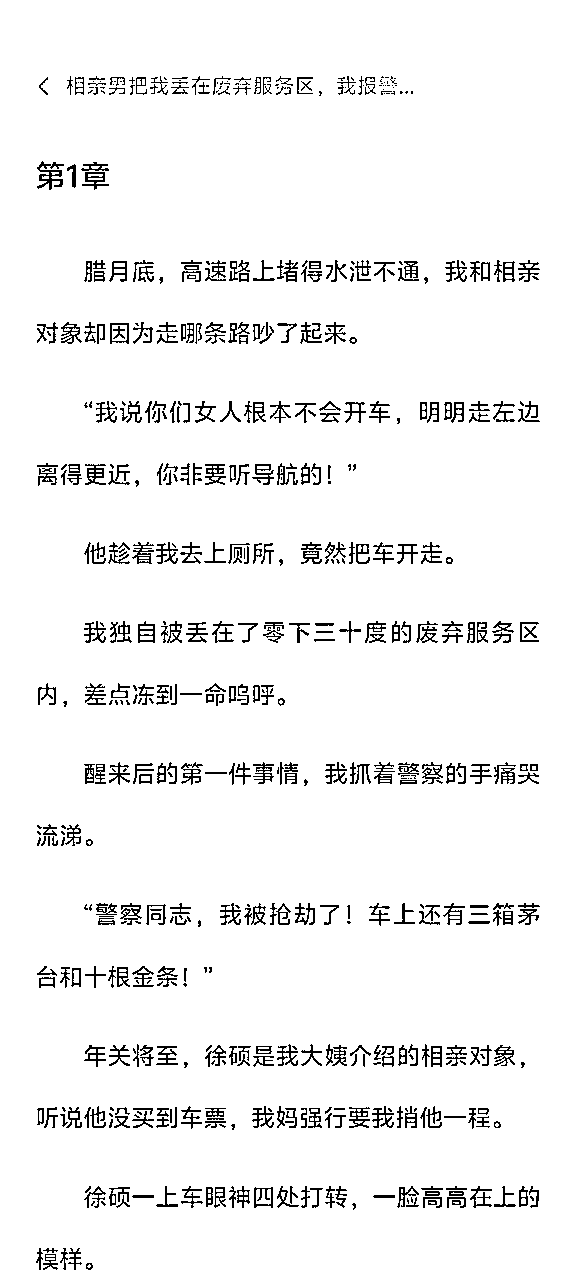 < 相亲男把我丢在废弃服务区，我报警...
第1章
腊月底，高速路上堵得水泄不通，我和相亲
对象却因为走哪条路吵了起来。
“我说你们女人根本不会开车，明明走左边
离得更近，你非要听导航的！”
他趁着我去上厕所，竟然把车开走。
我独自被丢在了零下三十度的废弃服务区
内，差点冻到一命呜呼。
醒来后的第一件事情，我抓着警察的手痛哭
流涕。
“警察同志，我被抢劫了！车上还有三箱茅
台和十根金条！”
年关将至，徐硕是我大姨介绍的相亲对象，
听说他没买到车票，我妈强行要我捎他一程。
徐硕一上车眼神四处打转，一脸高高在上的
模样。